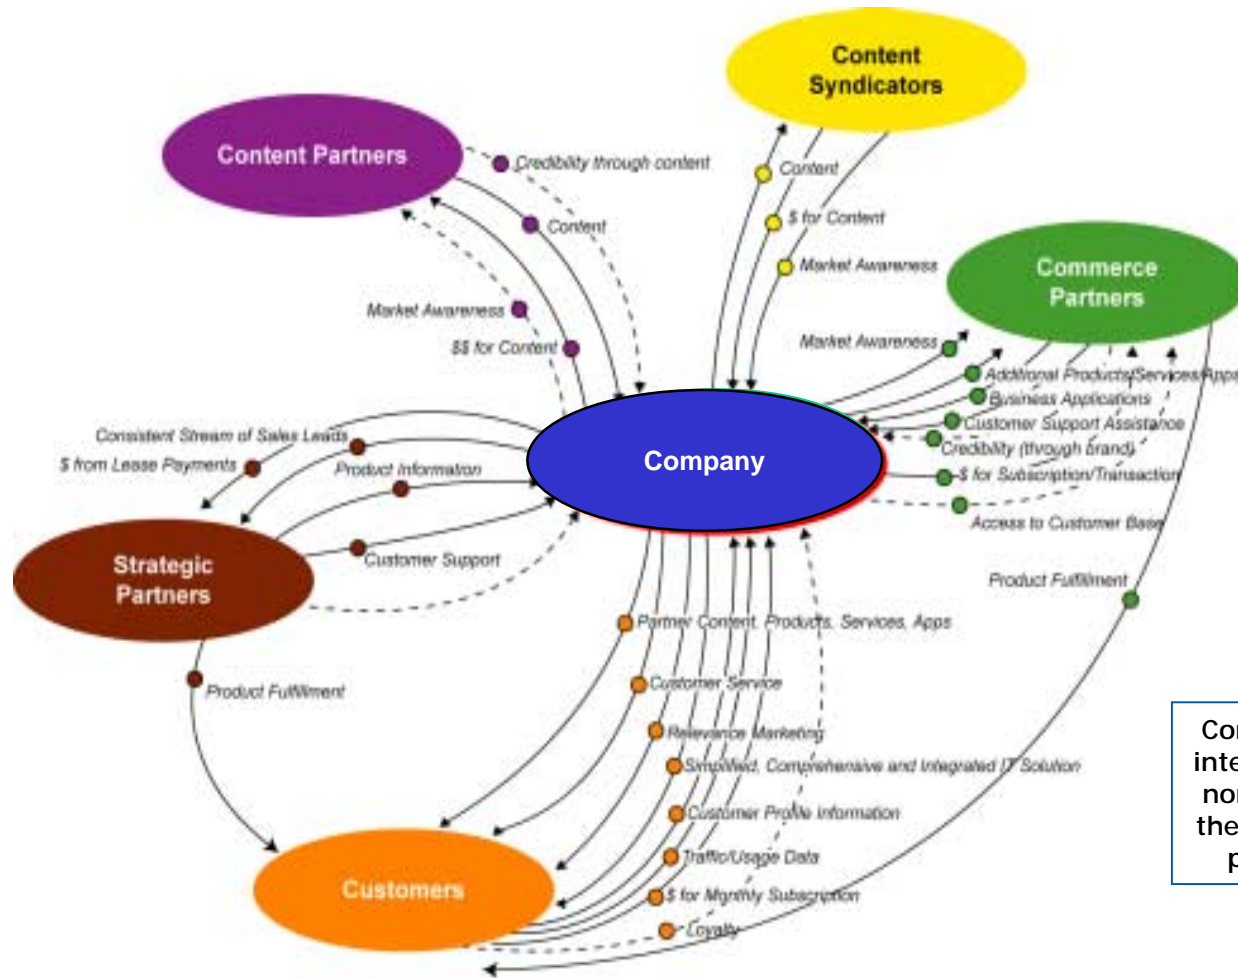 Content
Syndicators
Content Partners
Credibility through content
Content
Content
$ for Content
Market Awareness
Commerce
Partners
Market Awareness
$$ for Content
Market Awareness
Additional Products/Services/Apps
Business Applications
Customer Support Assistance
Credibility (through brand)
$ for Subscription/Transaction
Access to Customer Base
Company
Consistent Stream of Sales Leads
$ from Lease Payments
Product Information
Customer Support
Strategic
Partners
Product Fulfillment
Product Fulfillment
Partner Content, Products, Services, Apps
Customer Service
Relevance Marketing
Simplified, Comprehensive and Integrated IT Solution
Customer Profile Information
Traffic/Usage Data
$ for Monthly Subscription
Loyalty
Customers
the